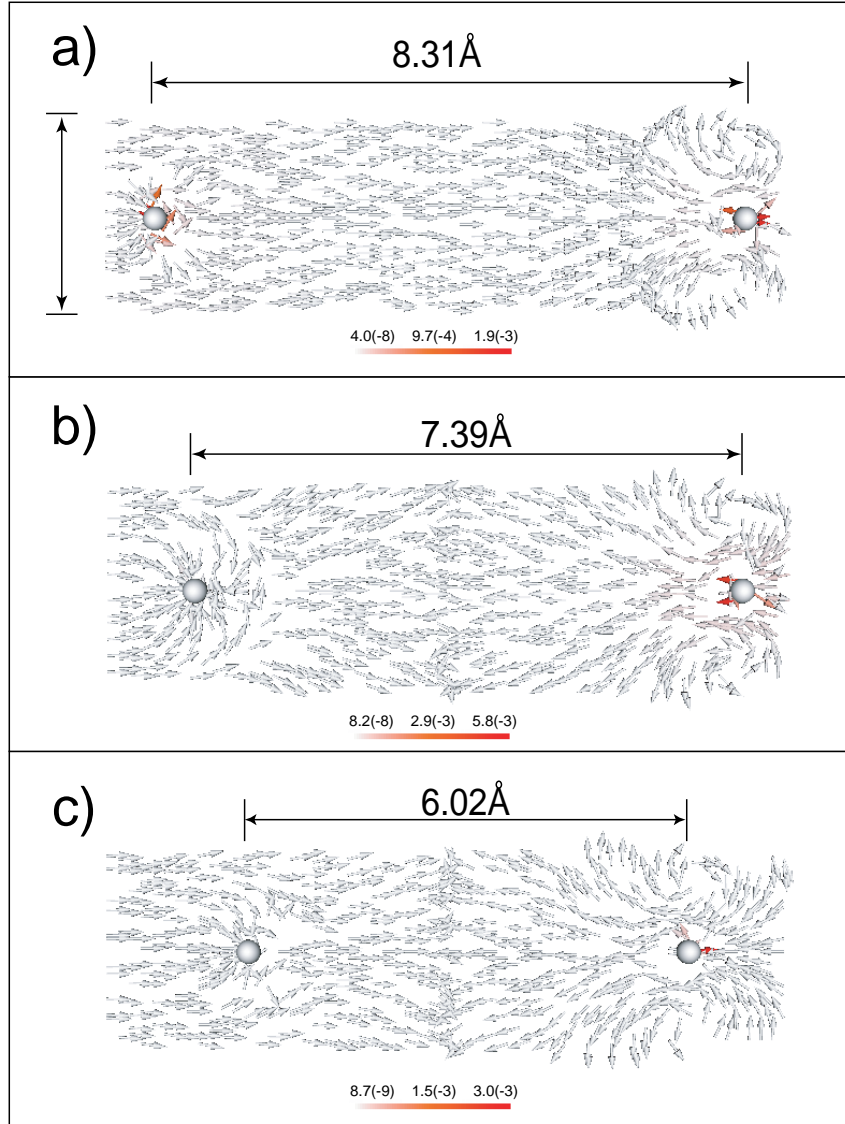 a)
8.31Å
4.0(-8) 9.7(-4) 1.9(-3)
b)
7.39Å
8.2(-8) 2.9(-3) 5.8(-3)
c)
6.02Å
8.7(-9) 1.5(-3) 3.0(-3)